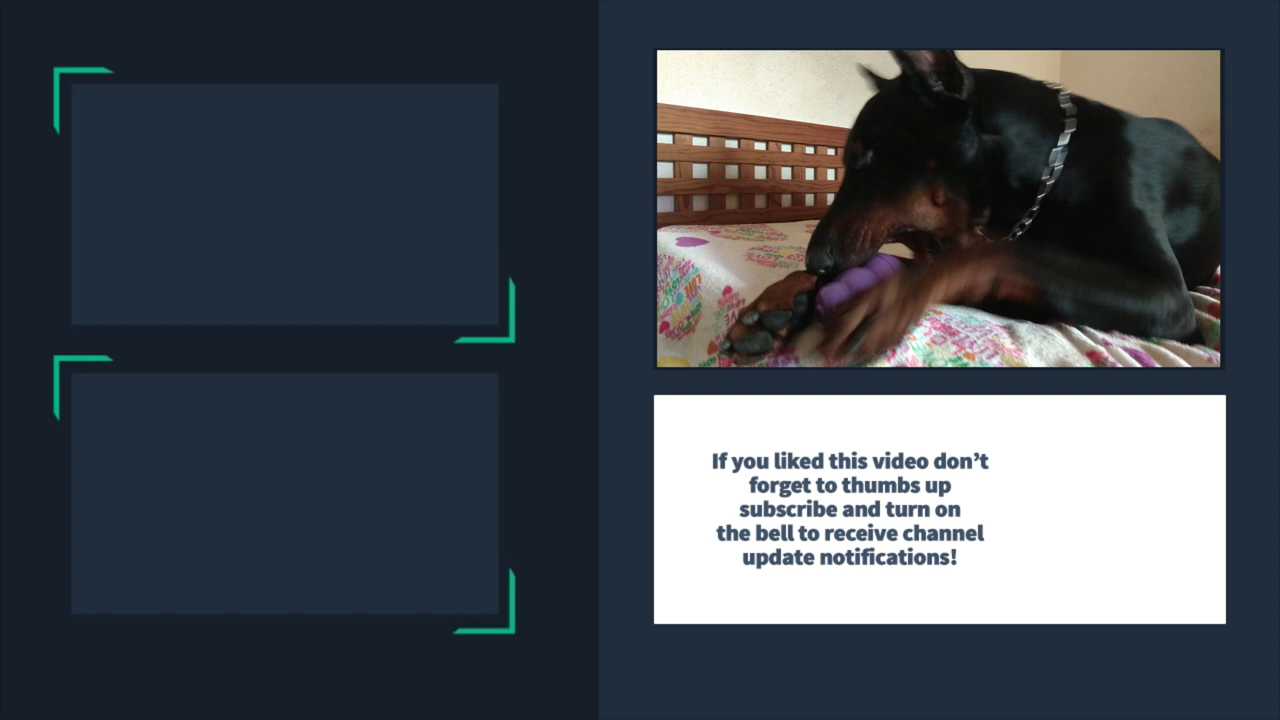 If you liked this video don’t
forget to thumbs up
subscribe and turn on
the bell to receive channel
update notifications!